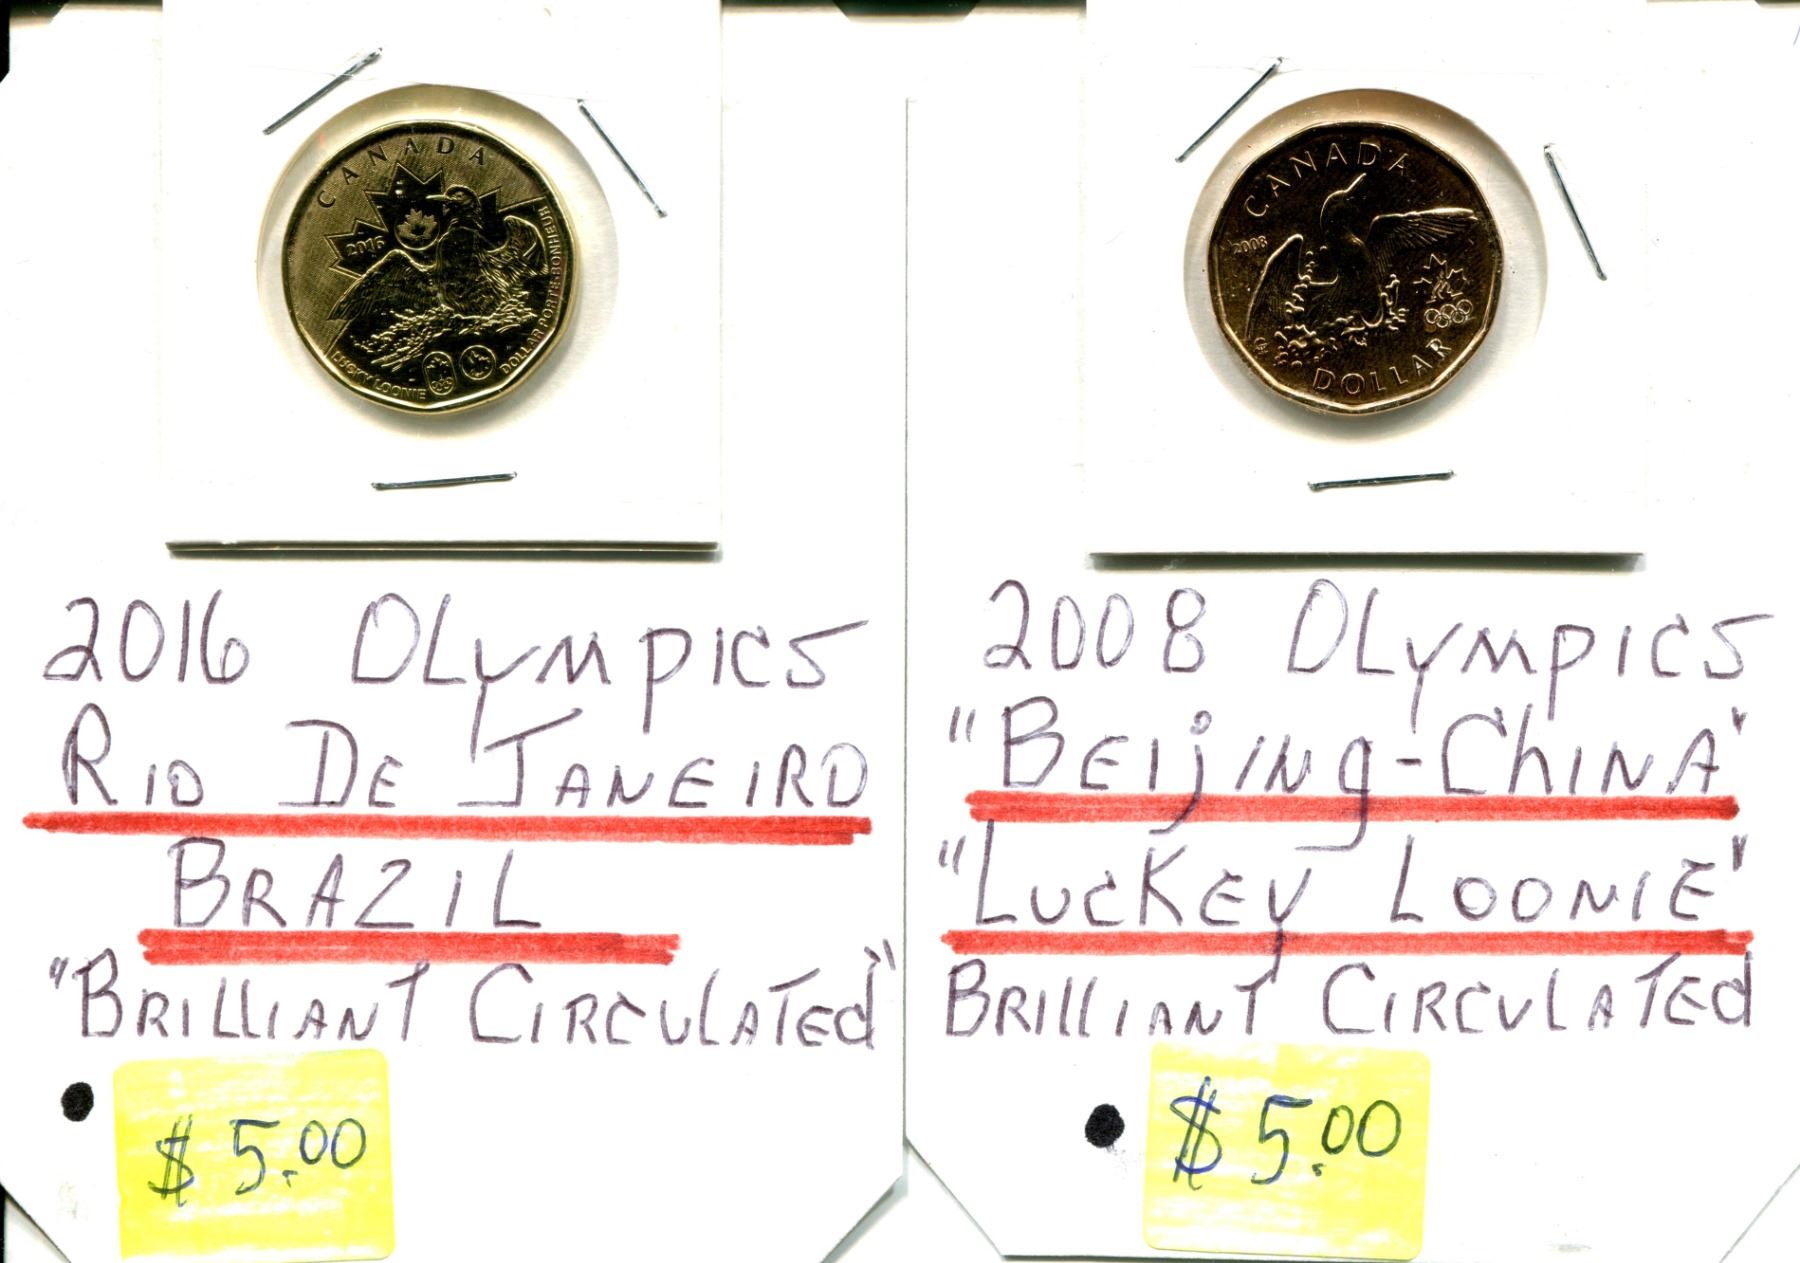 CANADA
2016
LUCKY LOONIE
DOLLAR PORTE-BONHEUR
2016 OLympics
Rio De Janeiro
Brazil
"Brilliant Circulated"
$5.00
CANADA
2008
DOLLAR
2008 OLympics
"Beijing-China"
"Luckey Loonie"
Brilliant Circulated
$5.00